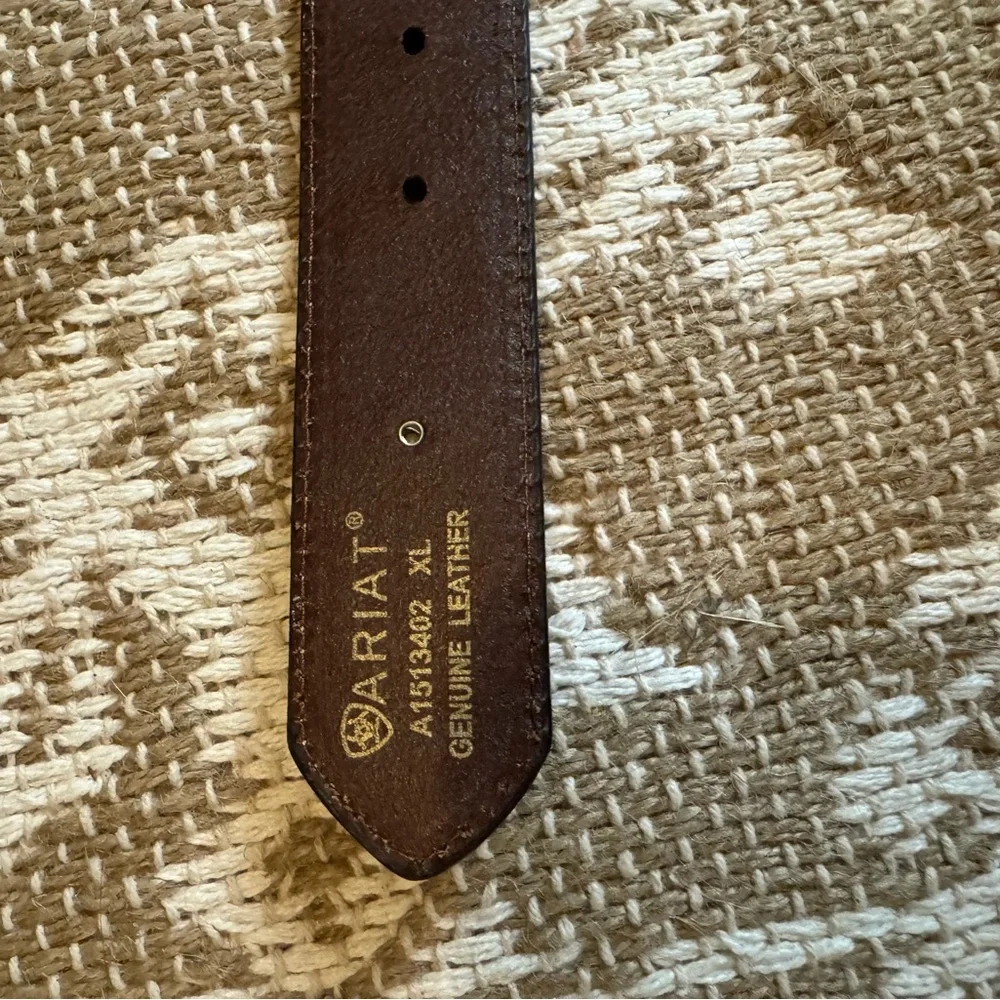 ARIAT®
A1513402 XL
GENUINE LEATHER